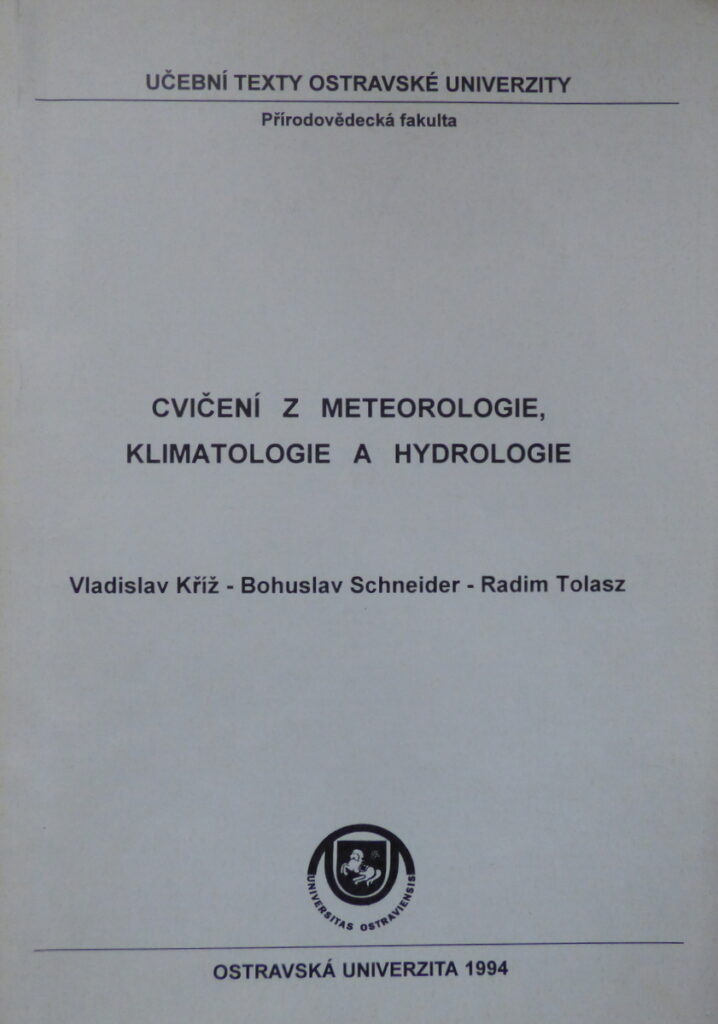 UČEBNÍ TEXTY OSTRAVSKÉ UNIVERZITY
Přírodovědecká fakulta
CVIČENÍ Z METEOROLOGIE,
KLIMATOLOGIE A HYDROLOGIE
Vladislav Kříž - Bohuslav Schneider - Radim Tolasz
UNIVERSITAS OSTRAVIENSIS
OSTRAVSKÁ UNIVERZITA 1994